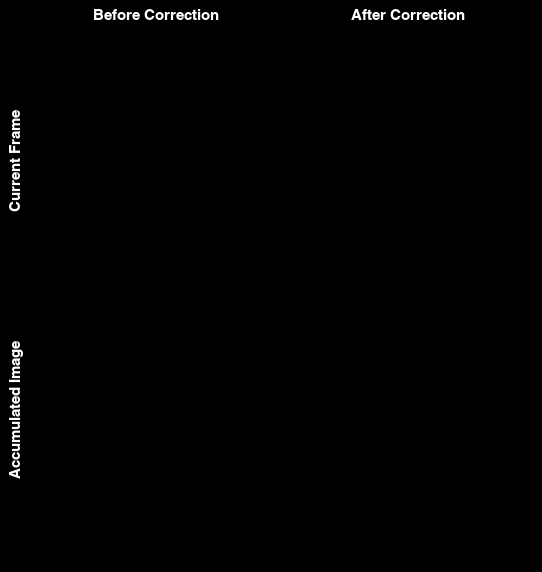 Before Correction
After Correction
Current Frame
Accumulated Image